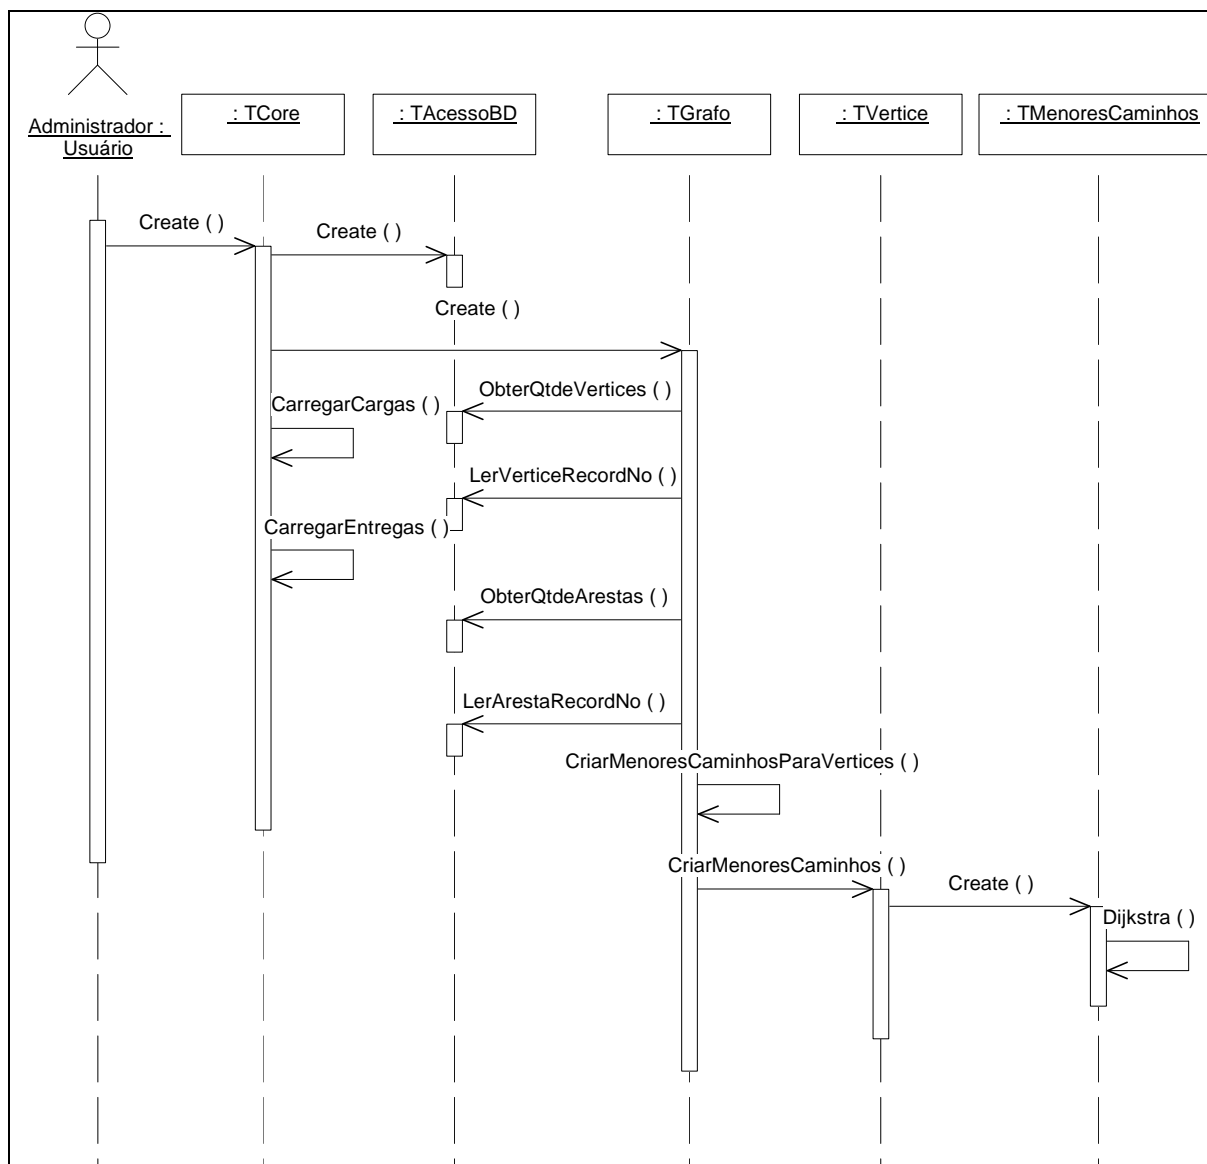 Administrador :
Usuário
: TCore
: TAcessoBD
: TGrafo
: TVertice
: TMenoresCaminhos
Create ( )
Create ( )
Create ( )
ObterQtdeVertices ( )
CarregarCargas ( )
LerVerticeRecordNo ( )
CarregarEntregas ( )
ObterQtdeArestas ( )
LerArestaRecordNo ( )
CriarMenoresCaminhosParaVertices ( )
CriarMenoresCaminhos ( )
Create ( )
Dijkstra ( )